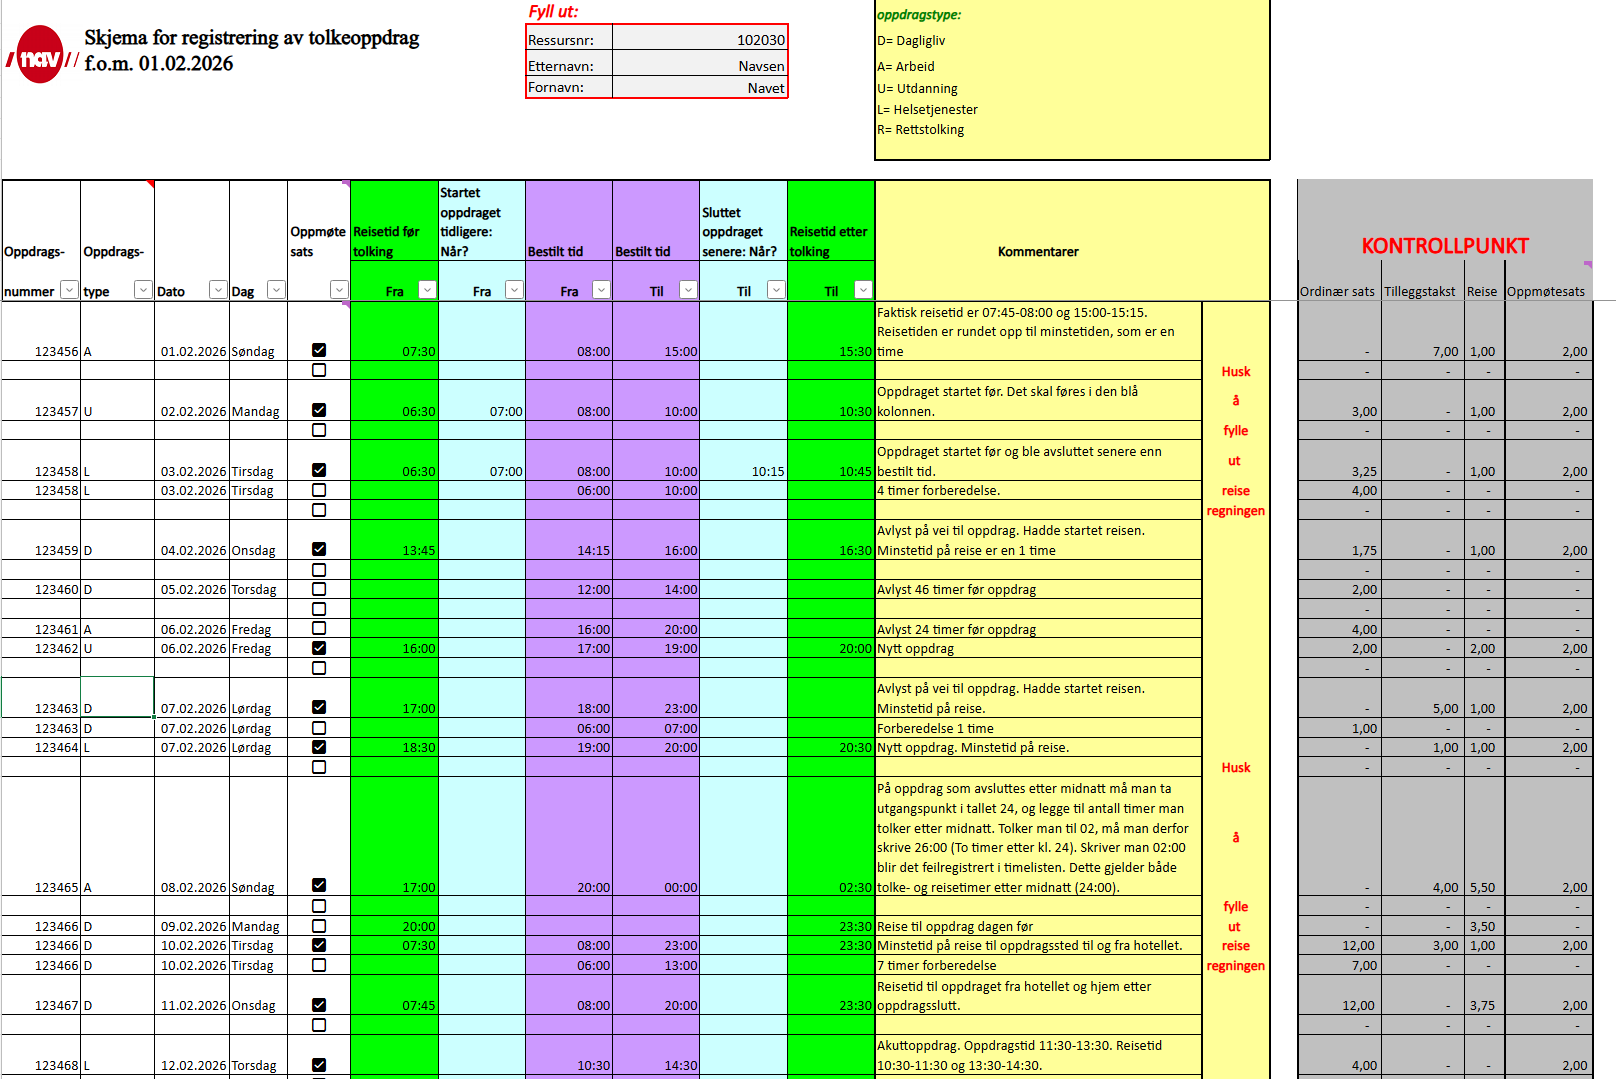 nav
Skjema for registrering av tolkeoppdrag
f.o.m. 01.02.2026
Fyll ut:
Ressursnr: 102030
Etternavn: Navsen
Fornavn: Navet
oppdragstype:
D= Dagligliv
A= Arbeid
U= Utdanning
L= Helsetjenester
R= Rettstolking
Oppdrags-nummer
Oppdrags-type
Dato
Dag
Oppmøte sats
Reisetid før tolking Fra
Startet oppdraget tidligere: Når? Fra
Bestilt tid Fra
Bestilt tid Til
Sluttet oppdraget senere: Når? Til
Reisetid etter tolking Til
Kommentarer
KONTROLLPUNKT
Ordinær sats Tilleggstakst Reise Oppmøtesats
Faktisk reisetid er 07:45-08:00 og 15:00-15:15.
Reisetiden er rundet opp til minstetiden, som er en
123456 A 01.02.2026 Søndag 07:30 08:00 15:00 15:30 time - 7,00 1,00 2,00
Husk - - - -
Oppdraget startet før. Det skal føres i den blå
å
123457 U 02.02.2026 Mandag 06:30 07:00 08:00 10:00 10:30 kolonnen. 3,00 - 1,00 2,00
fylle - - - -
Oppdraget startet før og ble avsluttet senere enn
ut
123458 L 03.02.2026 Tirsdag 06:30 07:00 08:00 10:00 10:15 10:45 bestilt tid. 3,25 - 1,00 2,00
123458 L 03.02.2026 Tirsdag 06:00 10:00 4 timer forberedelse. reise 4,00 - - -
regningen - - - -
Avlyst på vei til oppdrag. Hadde startet reisen.
123459 D 04.02.2026 Onsdag 13:45 14:15 16:00 16:30 Minstetid på reise er en 1 time 1,75 - 1,00 2,00
- - - -
123460 D 05.02.2026 Torsdag 12:00 14:00 Avlyst 46 timer før oppdrag 2,00 - - -
- - - -
123461 A 06.02.2026 Fredag 16:00 20:00 Avlyst 24 timer før oppdrag 4,00 - - -
123462 U 06.02.2026 Fredag 16:00 17:00 19:00 20:00 Nytt oppdrag 2,00 - 2,00 2,00
- - - -
Avlyst på vei til oppdrag. Hadde startet reisen.
123463 D 07.02.2026 Lørdag 17:00 18:00 23:00 Minstetid på reise. - 5,00 1,00 2,00
123463 D 07.02.2026 Lørdag 06:00 07:00 Forberedelse 1 time 1,00 - - -
123464 L 07.02.2026 Lørdag 18:30 19:00 20:00 20:30 Nytt oppdrag. Minstetid på reise. - 1,00 1,00 2,00
Husk - - - -
På oppdrag som avsluttes etter midnatt må man ta
utgangspunkt i tallet 24, og legge til antall timer man
tolker etter midnatt. Tolker man til 02, må man derfor
å
skrive 26:00 (To timer etter kl. 24). Skriver man 02:00
blir det feilregistrert i timelisten. Dette gjelder både
123465 A 08.02.2026 Søndag 17:00 20:00 00:00 02:30 tolke- og reisetimer etter midnatt (24:00). - 4,00 5,50 2,00
fylle - - - -
123466 D 09.02.2026 Mandag 20:00 23:30 Reise til oppdrag dagen før ut - - 3,50 -
123466 D 10.02.2026 Tirsdag 07:30 08:00 23:00 23:30 Minstetid på reise til oppdragssted til og fra hotellet. reise 12,00 3,00 1,00 2,00
123466 D 10.02.2026 Tirsdag 06:00 13:00 7 timer forberedelse regningen 7,00 - - -
Reisetid til oppdraget fra hotellet og hjem etter
123467 D 11.02.2026 Onsdag 07:45 08:00 20:00 23:30 oppdragsslutt. 12,00 - 3,75 2,00
- - - -
Akuttoppdrag. Oppdragstid 11:30-13:30. Reisetid
123468 L 12.02.2026 Torsdag 10:30 14:30 10:30-11:30 og 13:30-14:30. 4,00 - - 2,00